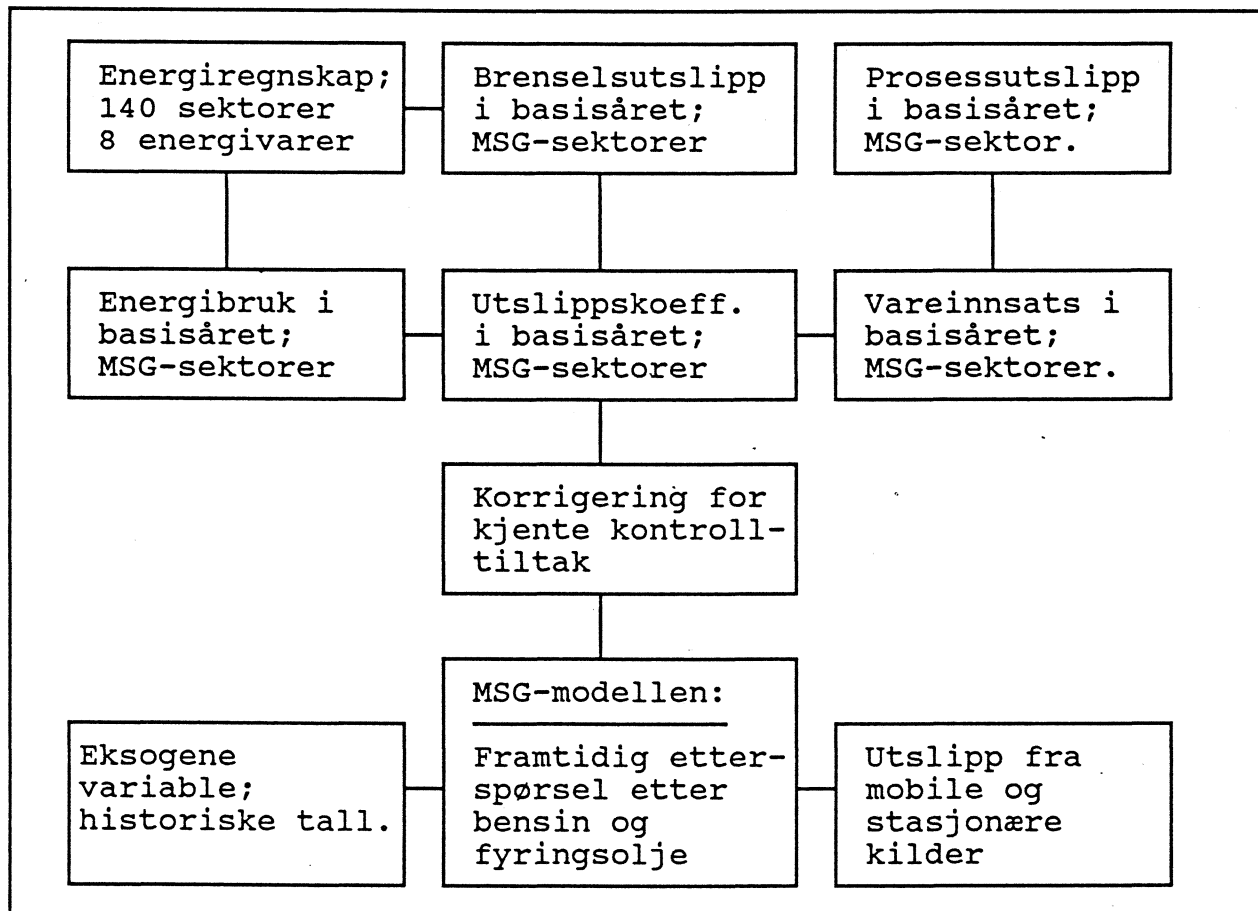 Energiregnskap;
140 sektorer
8 energivarer
Brenselsutslipp
i basisåret;
MSG-sektorer
Prosessutslipp
i basisåret;
MSG-sektor.
Energibruk i
basisåret;
MSG-sektorer
Utslippskoeff.
i basisåret;
MSG-sektorer
Vareinnsats i
basisåret;
MSG-sektorer.
Korrigering for
kjente kontroll-
tiltak
Eksogene
variable;
historiske tall.
MSG-modellen:
Framtidig etter-
spørsel etter
bensin og
fyringsolje
Utslipp fra
mobile og
stasjonære
kilder